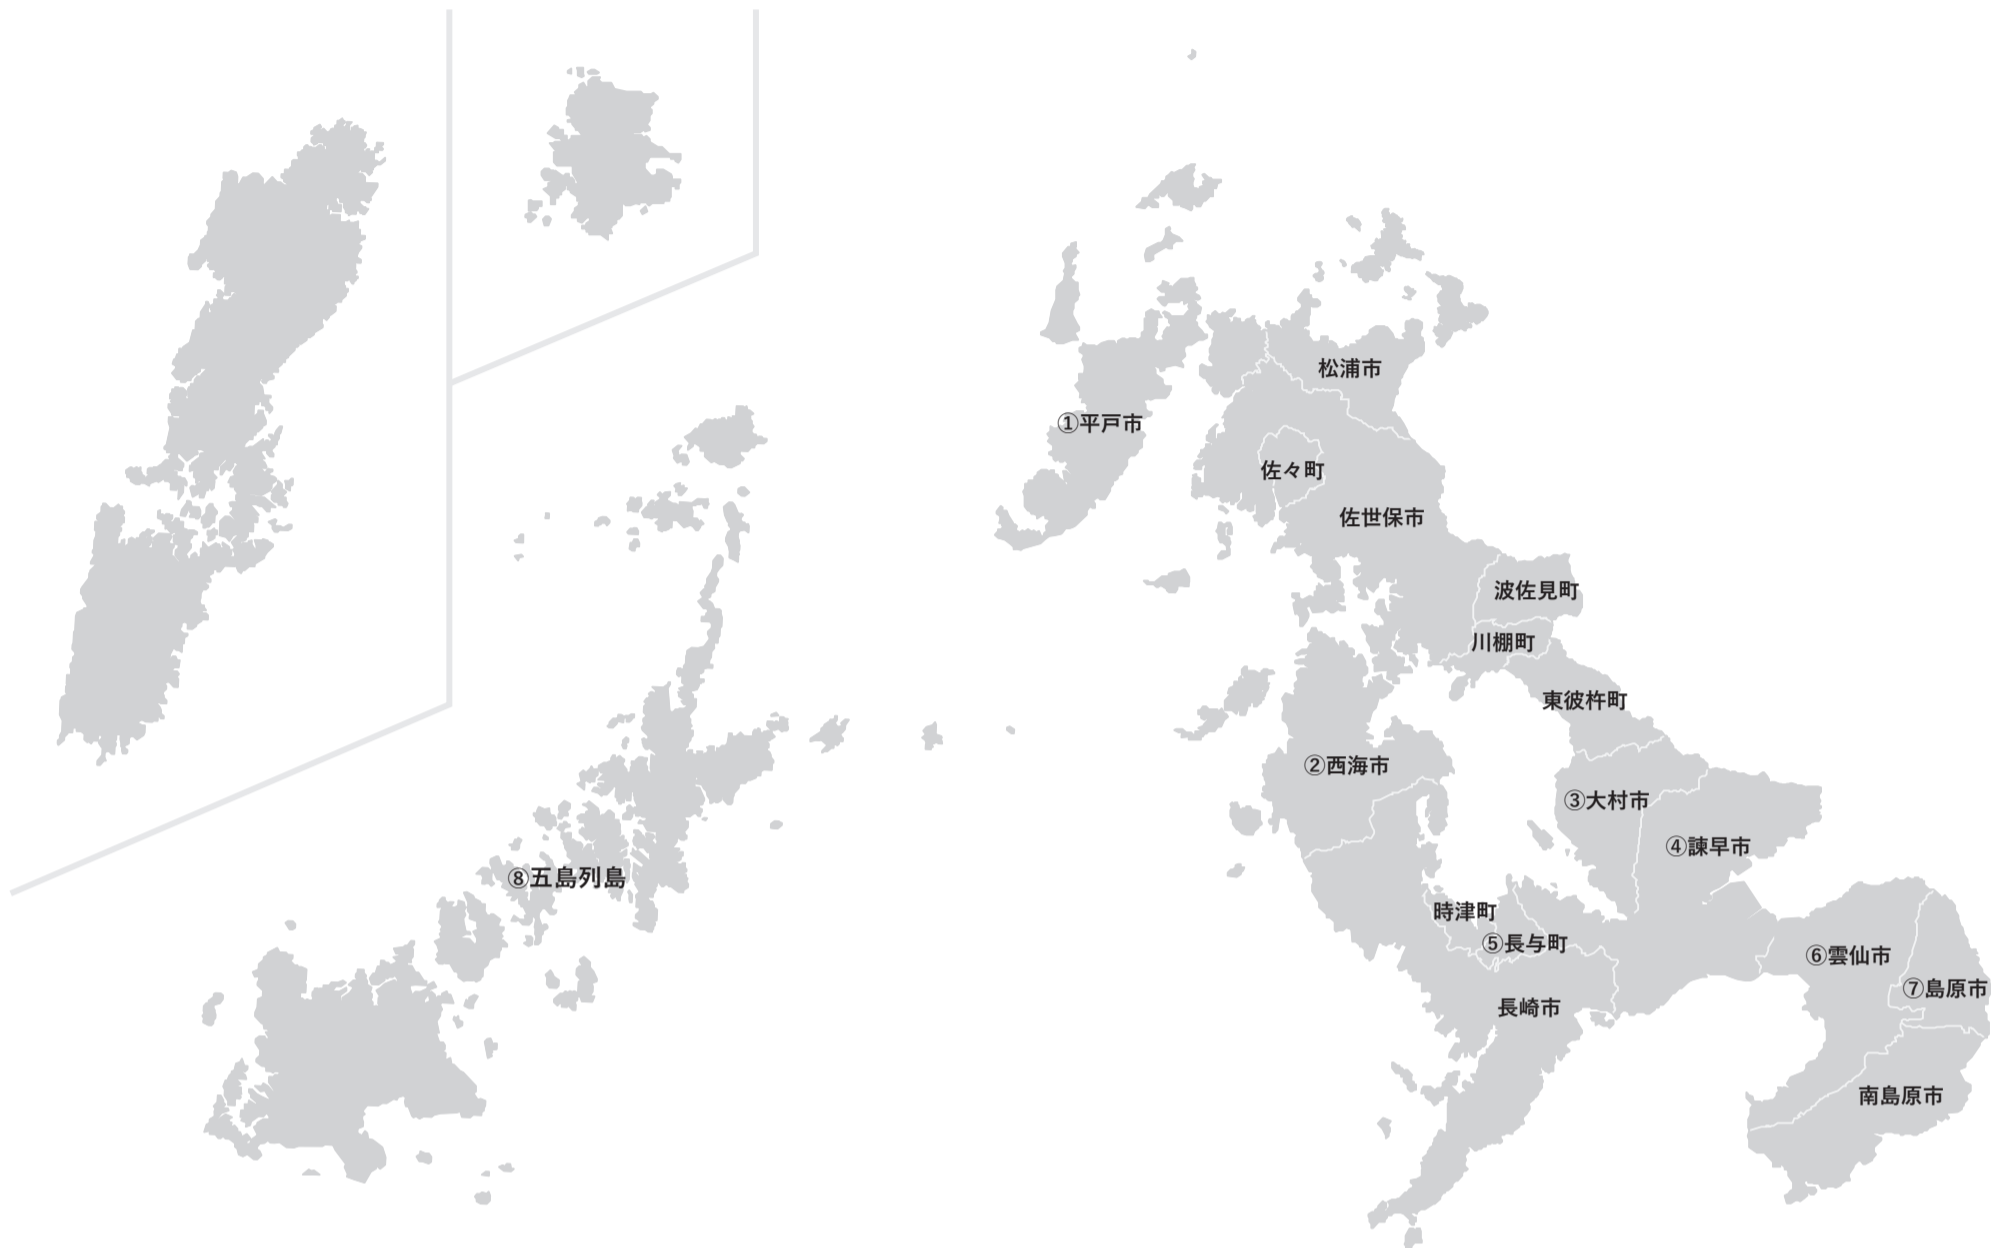 松浦市
①平戸市
佐々町
佐世保市
波佐見町
川棚町
東彼杵町
②西海市
③大村市
④諫早市
⑧五島列島
時津町
⑤長与町
⑥雲仙市
⑦島原市
長崎市
南島原市